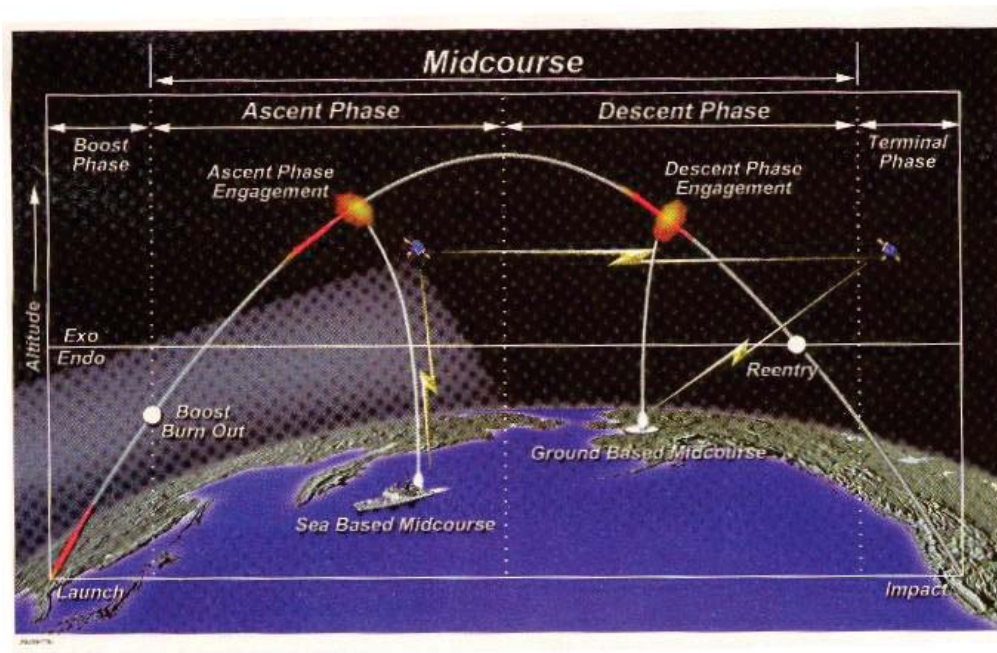 Midcourse
Ascent Phase
Descent Phase
Boost
Phase
Terminal
Phase
Ascent Phase
Engagement
Descent Phase
Engagement
Altitude
Exo
Endo
Boost
Burn Out
Reentry
Ground Based Midcourse
Sea Based Midcourse
Launch
Impact